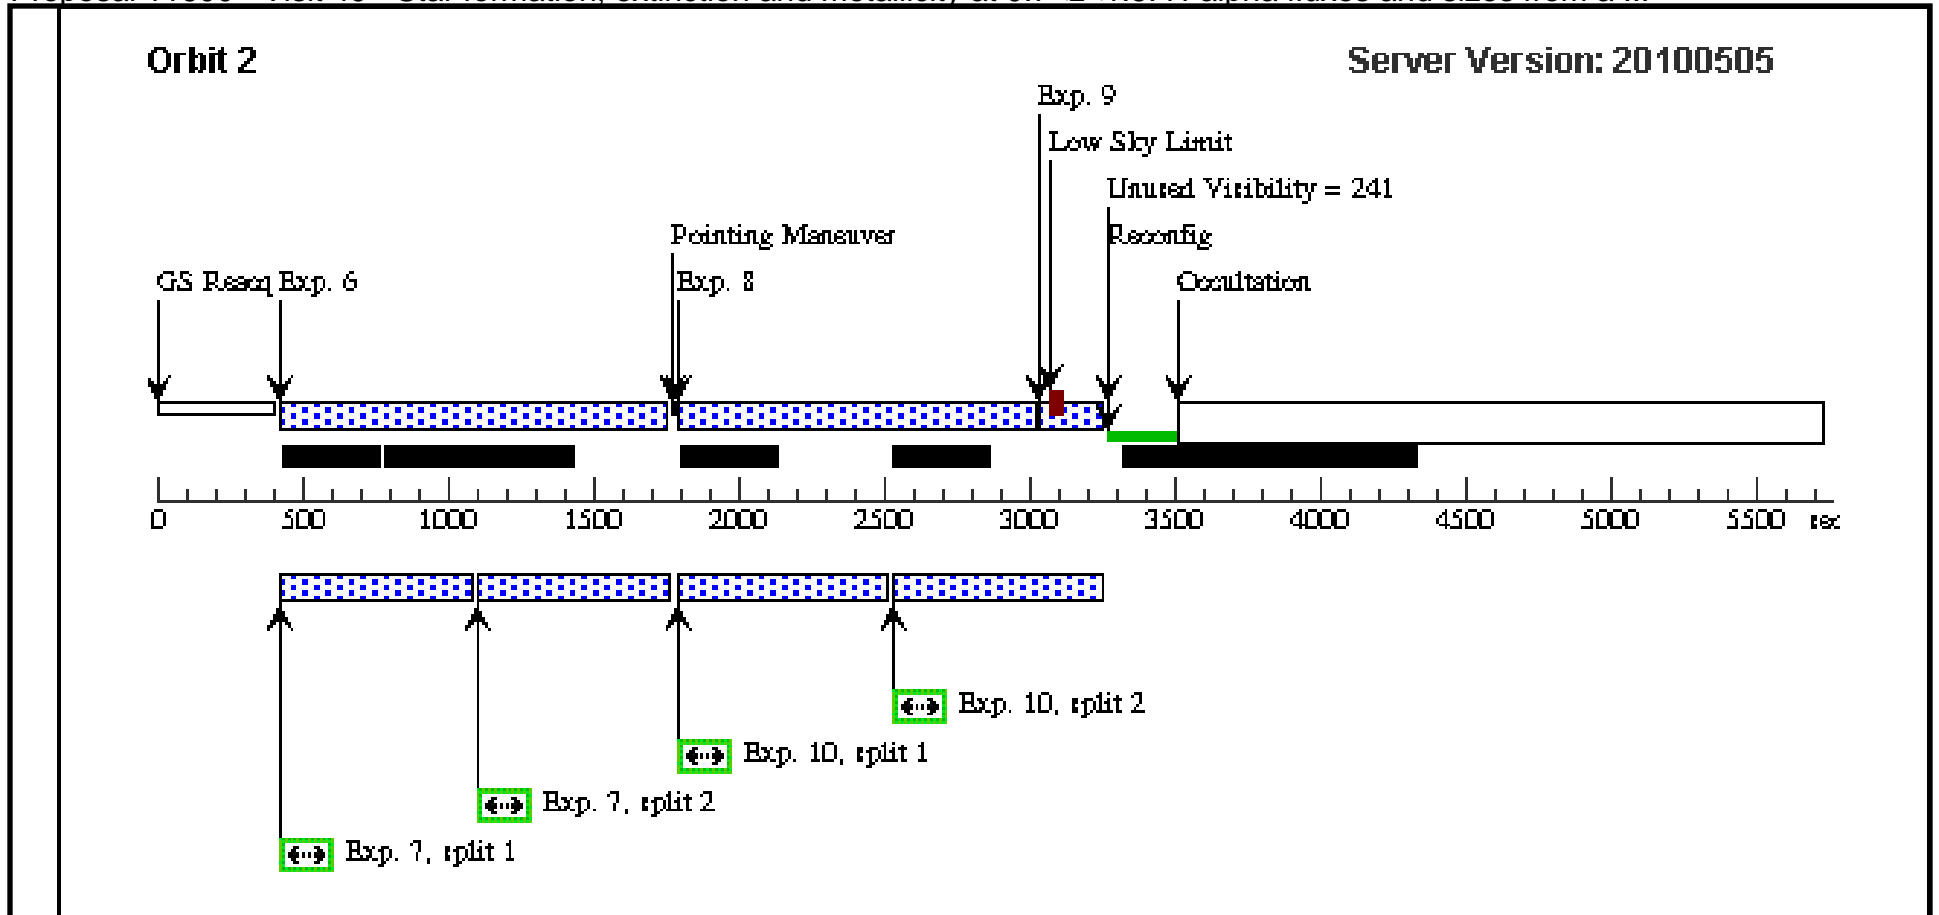 Orbit 2
Server Version: 20100505
Exp. 9
Low Sky Limit
Unused Visibility = 241
Pointing Maneuver
Reconfig
GS Reacq
Exp. 6
Exp. 8
Occultation
0 500 1000 1500 2000 2500 3000 3500 4000 4500 5000 5500 sec
Exp. 10, split 2
Exp. 10, split 1
Exp. 7, split 2
Exp. 7, split 1